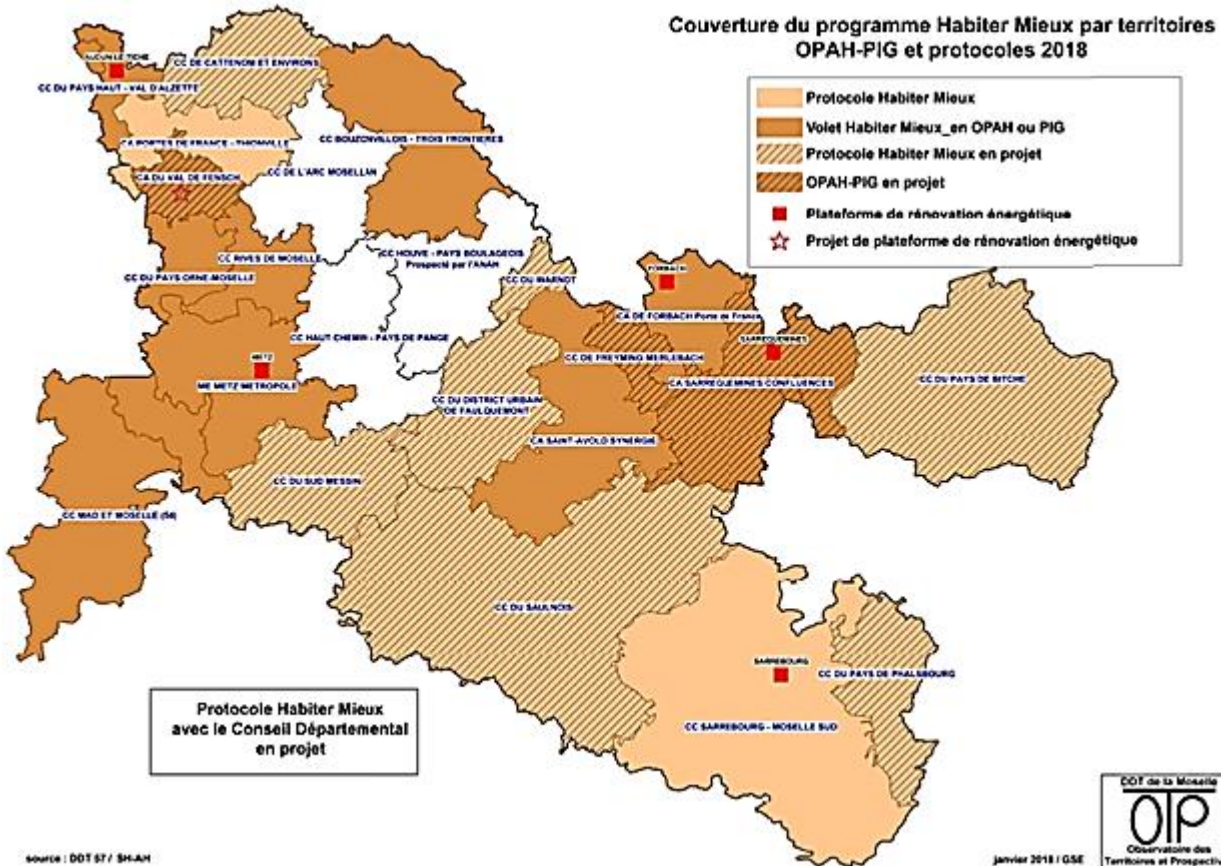 Couverture du programme Habiter Mieux par territoires
OPAH-PIG et protocoles 2018
Protocole Habiter Mieux
Volet Habiter Mieux_en OPAH ou PIG
Protocole Habiter Mieux en projet
OPAH-PIG en projet
Plateforme de rénovation énergétique
Projet de plateforme de rénovation énergétique
CC DE CATTENOM ET ENVIRONS
CC DU PAYS HAUT - VAL D'ALZETTE
CA PORTES DE FRANCE - THIONVILLE
CC BOUZONVILLOIS - TROIS FRONTIERES
CA DU VAL DE FENSCH
CC DE L'ARC MOSELLAN
CC RIVES DE MOSELLE
CC HOUVE - PAYS BOULAGEOIS
Prospecté par l'ANAH
CC DU PAYS ORNE-MOSELLE
CC DU WARNDT
FORBACH
CA DE FORBACH Porte de France
CC HAUT CHEMIN - PAYS DE PANGE
SARREGUEMINES
METZ
CC DE FREYMING MERLEBACH
ME METZ METROPOLE
CA SARREGUEMINES CONFLUENCES
CC DU PAYS DE BITCHE
CC DU DISTRICT URBAIN
DE FAULQUEMONT
CA SAINT-AVOLD SYNERGIE
CC DU SUD MESSIN
CC MAD ET MOSELLE (54)
CC DU SAULNOIS
SARREBOURG
CC DU PAYS DE PHALSBOURG
CC SARREBOURG - MOSELLE SUD
Protocole Habiter Mieux
avec le Conseil Départemental
en projet
source : DDT 57 / SH-AH
janvier 2018 / GSE
DDT de la Moselle
OTP
Observatoire des
Territoires et Prospective